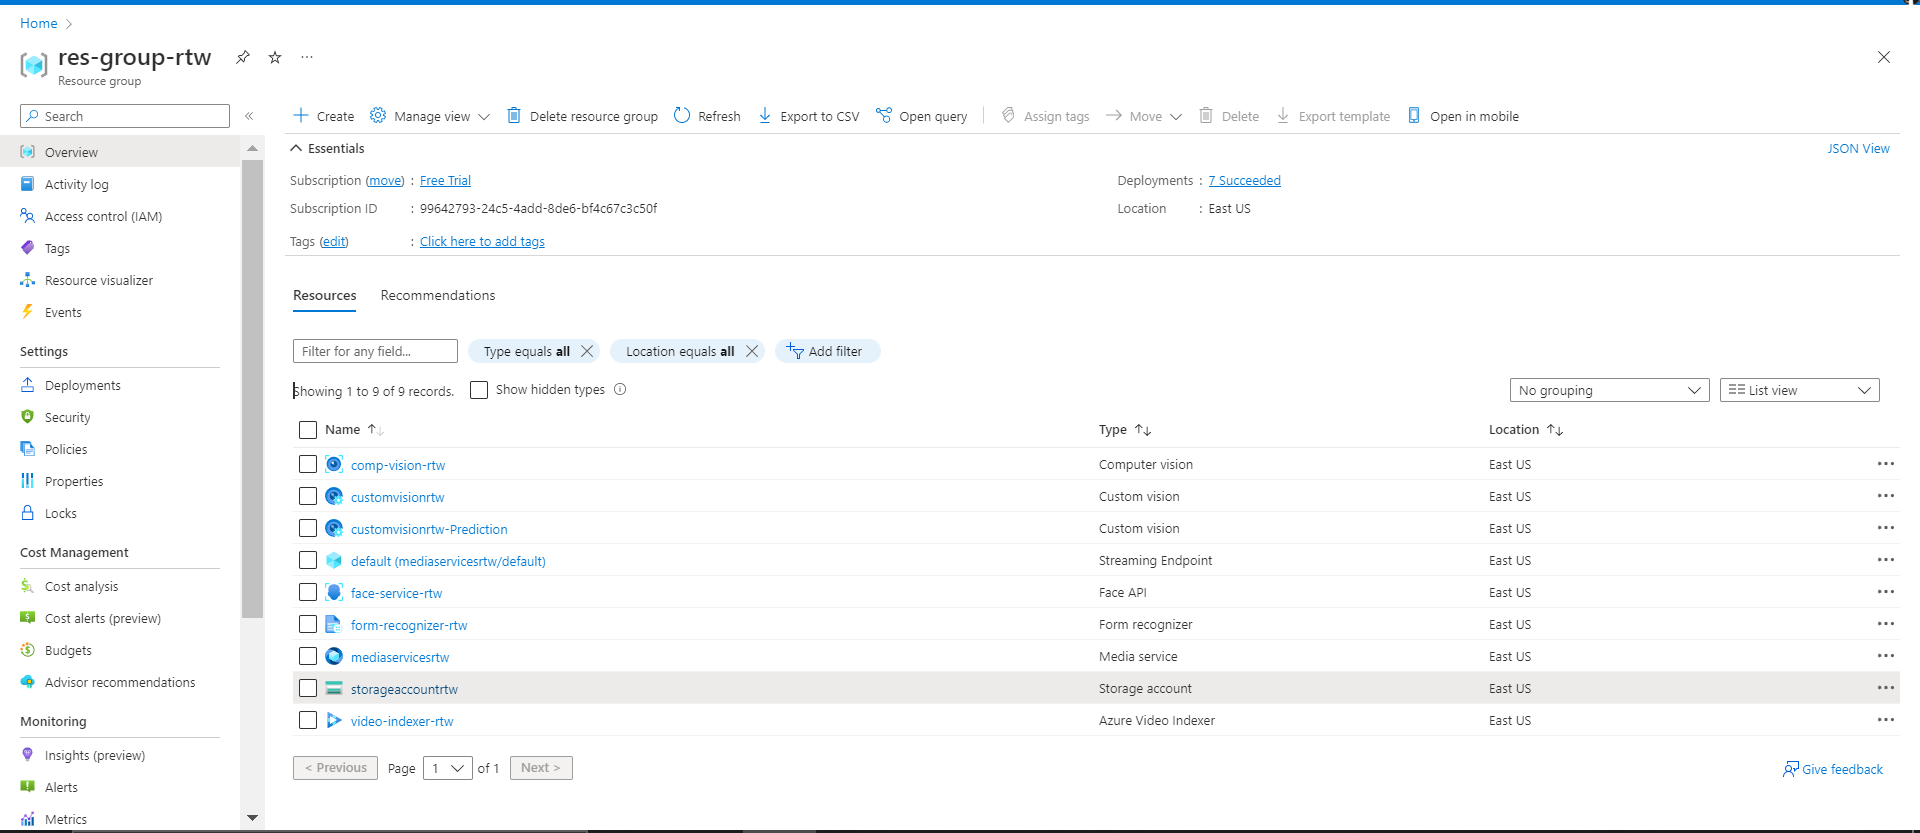 Home
res-group-rtw
Resource group
Search
Overview
Activity log
Access control (IAM)
Tags
Resource visualizer
Events
Settings
Deployments
Security
Policies
Properties
Locks
Cost Management
Cost analysis
Cost alerts (preview)
Budgets
Advisor recommendations
Monitoring
Insights (preview)
Alerts
Metrics
Create Manage view Delete resource group Refresh Export to CSV Open query Assign tags Move Delete Export template Open in mobile
Essentials JSON View
Subscription (move) : Free Trial Deployments : 7 Succeeded
Subscription ID : 99642793-24c5-4add-8de6-bf4c67c3c50f Location : East US
Tags (edit) : Click here to add tags
Resources Recommendations
Filter for any field... Type equals all Location equals all Add filter
Showing 1 to 9 of 9 records. Show hidden types No grouping List view
Name Type Location
comp-vision-rtw Computer vision East US
customvisionrtw Custom vision East US
customvisionrtw-Prediction Custom vision East US
default (mediaservicesrtw/default) Streaming Endpoint East US
face-service-rtw Face API East US
form-recognizer-rtw Form recognizer East US
mediaservicesrtw Media service East US
storageaccountrtw Storage account East US
video-indexer-rtw Azure Video Indexer East US
< Previous Page 1 of 1 Next >
Give feedback